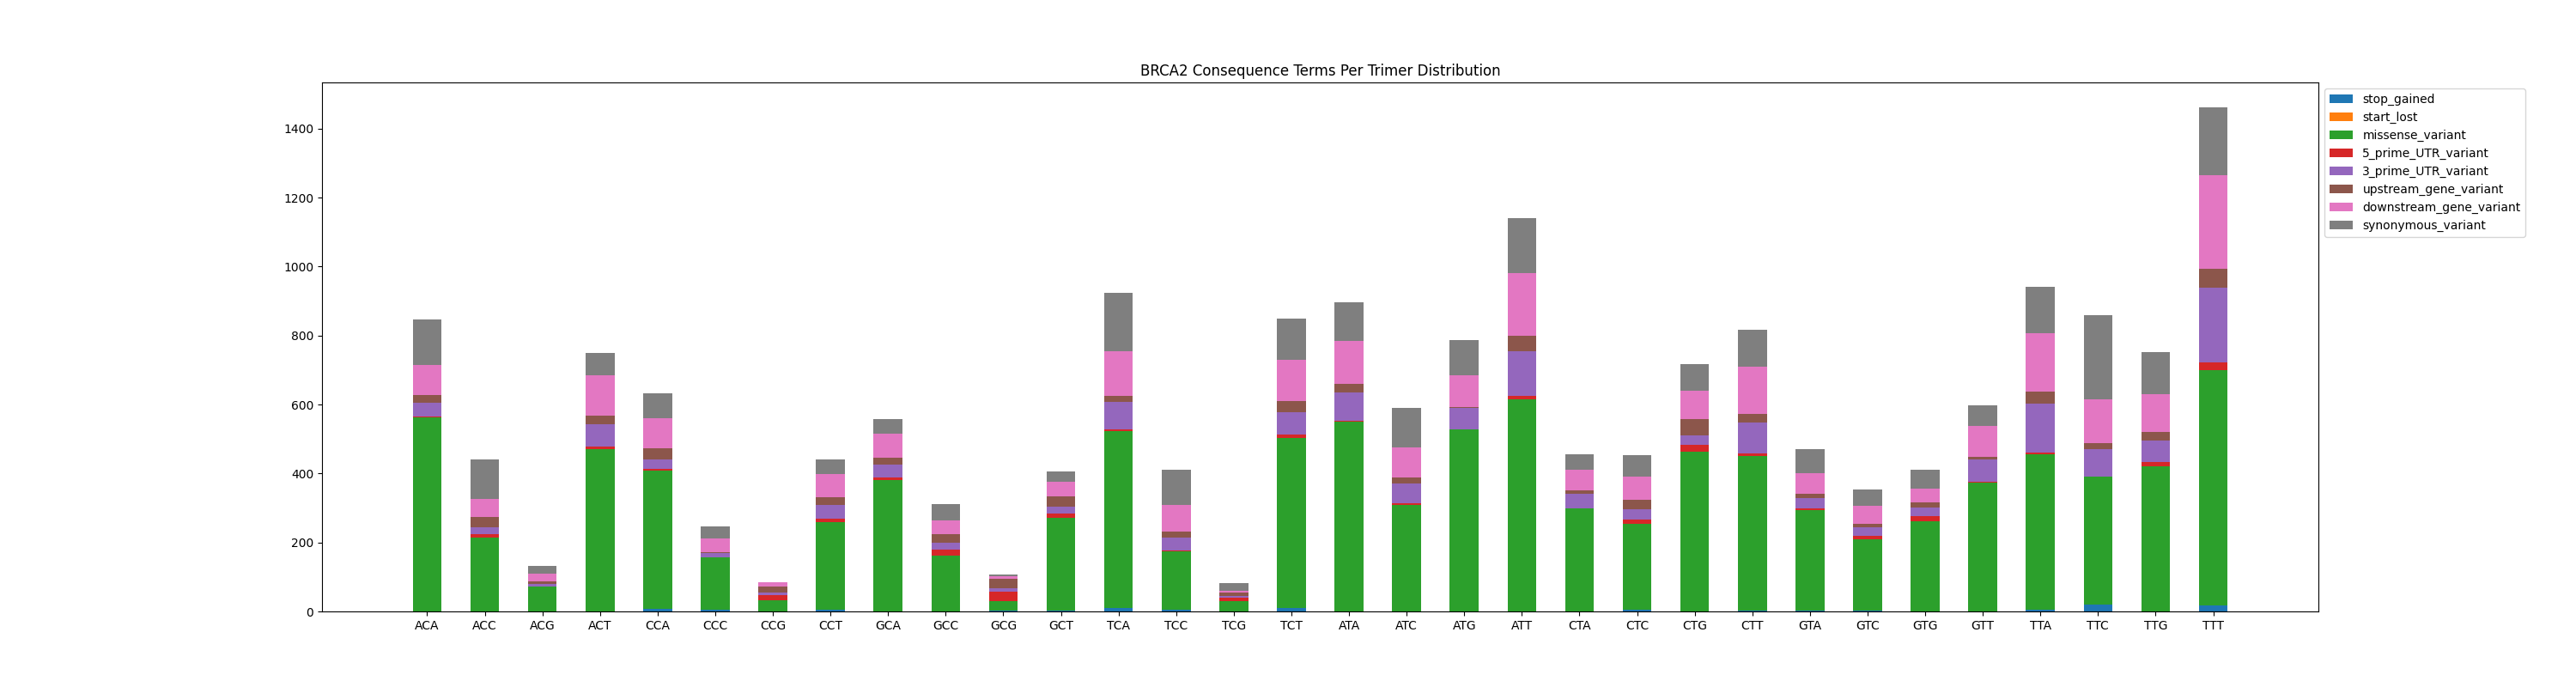 BRCA2 Consequence Terms Per Trimer Distribution
1400
1200
1000
800
600
400
200
0
ACA ACC ACG ACT CCA CCC CCG CCT GCA GCC GCG GCT TCA TCC TCG TCT ATA ATC ATG ATT CTA CTC CTG CTT GTA GTC GTG GTT TTA TTC TTG TTT
stop_gained
start_lost
missense_variant
5_prime_UTR_variant
3_prime_UTR_variant
upstream_gene_variant
downstream_gene_variant
synonymous_variant